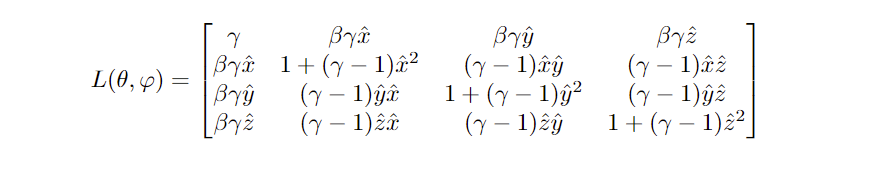 γ βγx̂ βγŷ βγẑ
βγx̂ 1 + (γ − 1)x̂² (γ − 1)x̂ŷ (γ − 1)x̂ẑ
L(θ, φ) =
βγŷ (γ − 1)ŷx̂ 1 + (γ − 1)ŷ² (γ − 1)ŷẑ
βγẑ (γ − 1)ẑx̂ (γ − 1)ẑŷ 1 + (γ − 1)ẑ²